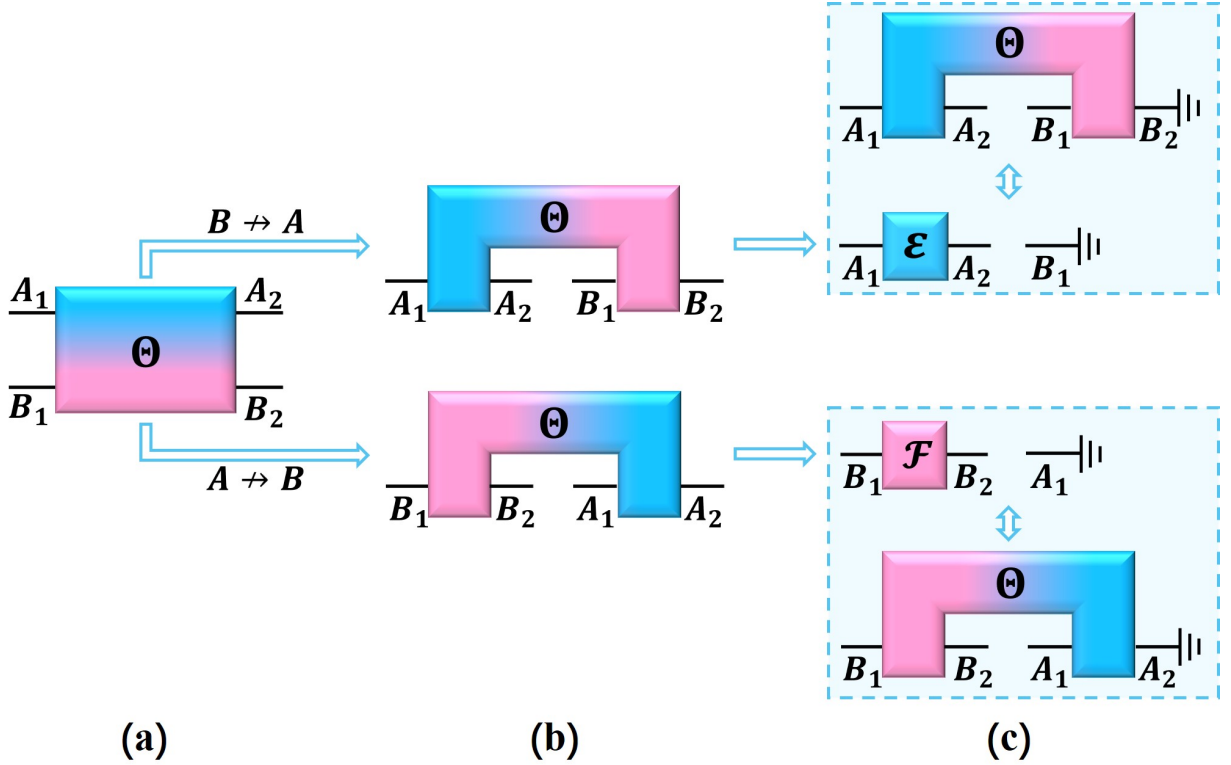 A₁ A₂
Θ
B₁ B₂
B ↛ A
A ↛ B
(a)
Θ
A₁ A₂ B₁ B₂
Θ
B₁ B₂ A₁ A₂
(b)
Θ
A₁ A₂ B₁ B₂
ℰ
A₁ A₂ B₁
ℱ
B₁ B₂ A₁
Θ
B₁ B₂ A₁ A₂
(c)